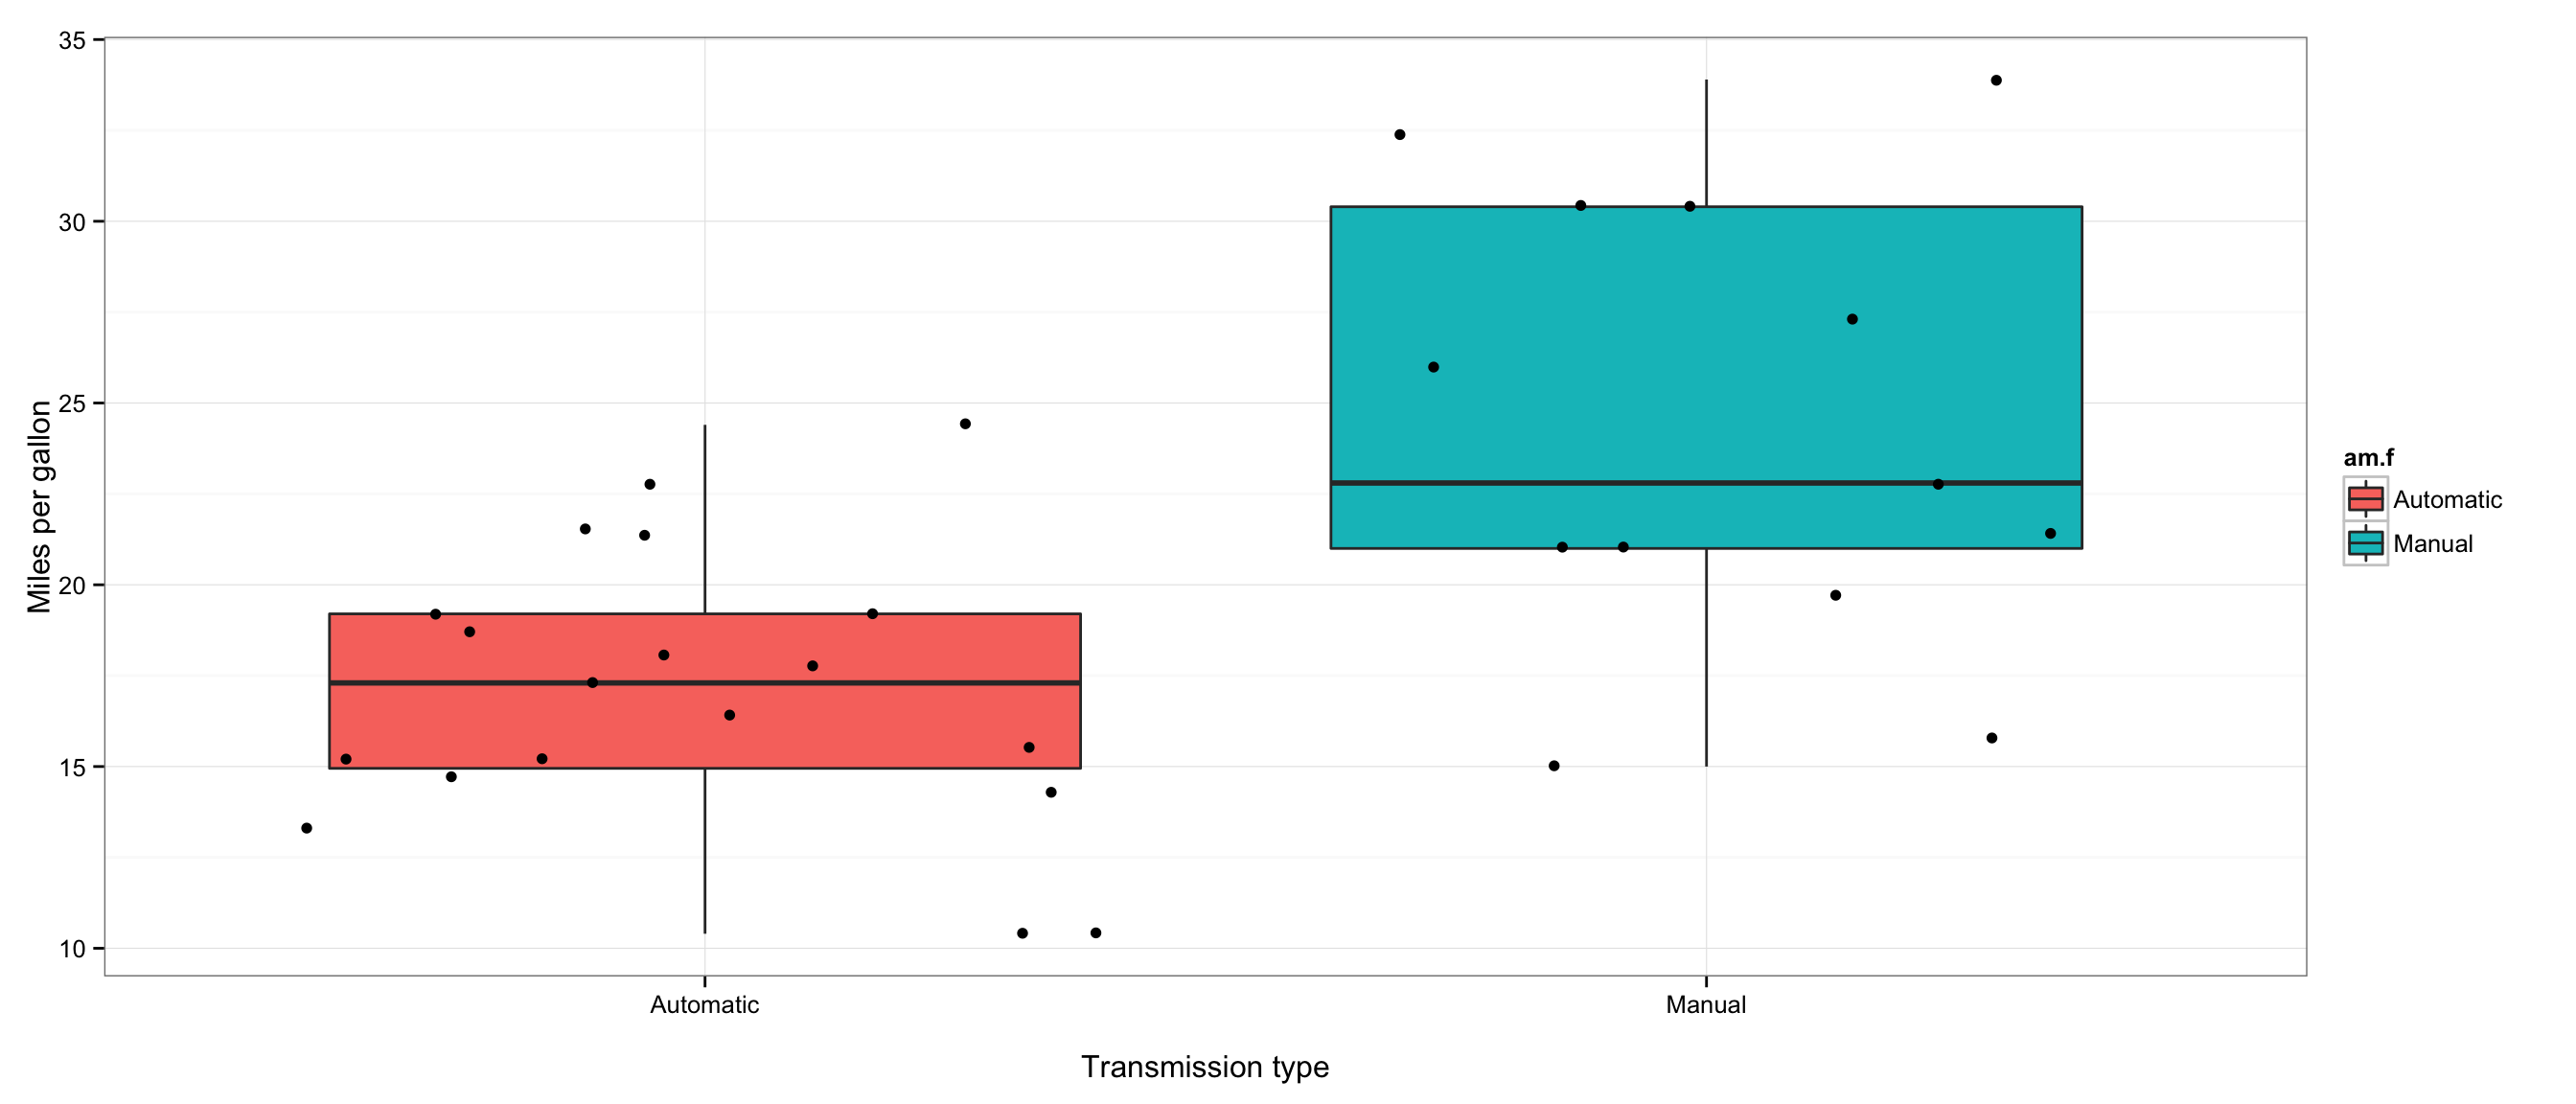 Miles per gallon
35
30
25
20
15
10
Automatic
Manual
Transmission type
am.f
Automatic
Manual